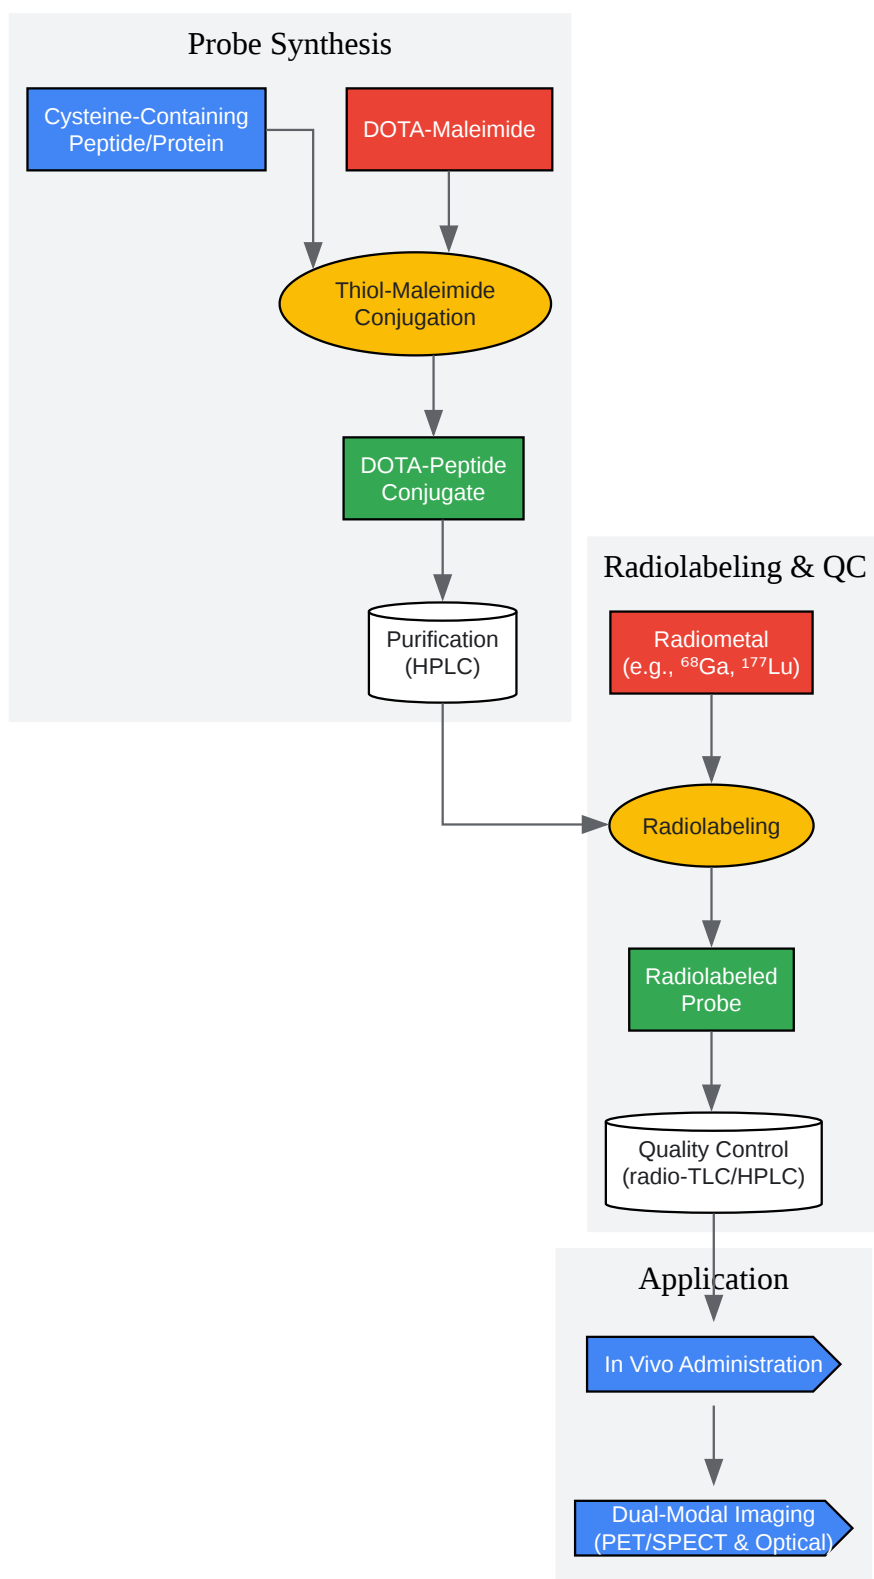 Probe Synthesis
Cysteine-Containing
Peptide/Protein
DOTA-Maleimide
Thiol-Maleimide
Conjugation
DOTA-Peptide
Conjugate
Purification
(HPLC)
Radiolabeling & QC
Radiometal
(e.g., ⁶⁸Ga, ¹⁷⁷Lu)
Radiolabeling
Radiolabeled
Probe
Quality Control
(radio-TLC/HPLC)
Application
In Vivo Administration
Dual-Modal Imaging
(PET/SPECT & Optical)